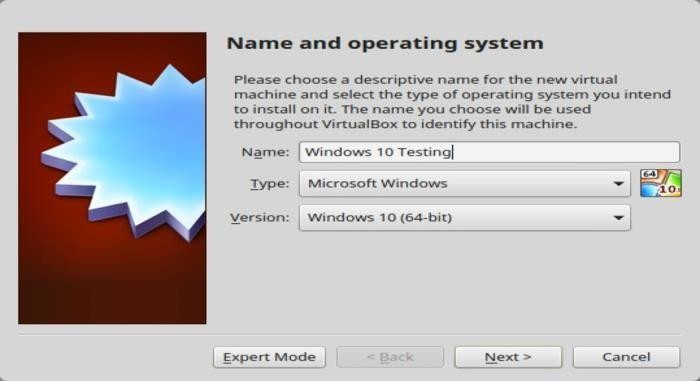 Name and operating system
Please choose a descriptive name for the new virtual
machine and select the type of operating system you intend
to install on it. The name you choose will be used
throughout VirtualBox to identify this machine.
Name: Windows 10 Testing
Type: Microsoft Windows
64
10
Version: Windows 10 (64-bit)
Expert Mode < Back Next > Cancel